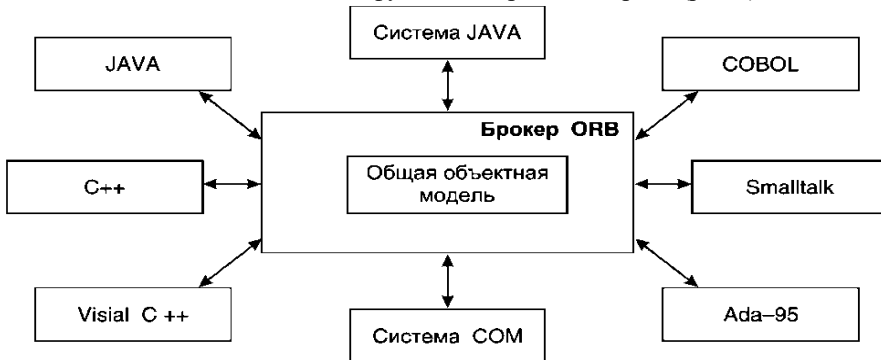 Система JAVA
JAVA
COBOL
Брокер ORB
Общая объектная
модель
C++
Smalltalk
Visial C ++
Система COM
Ada–95